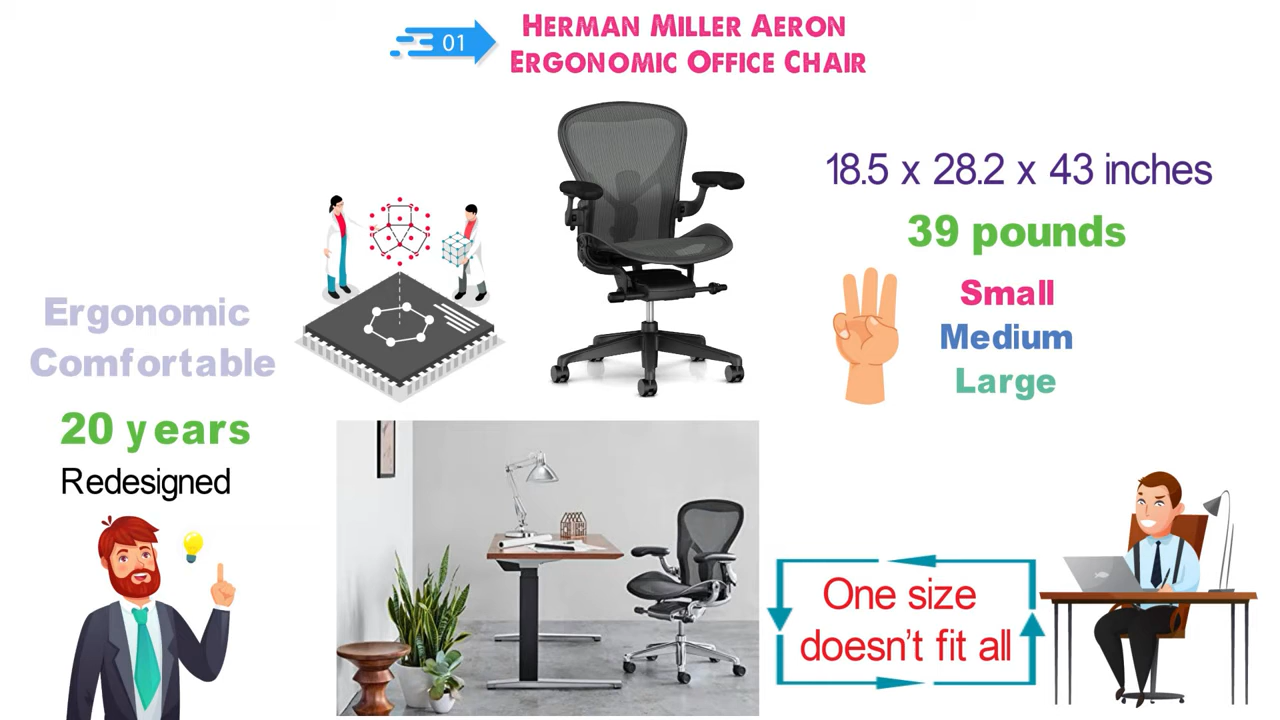 01
HERMAN MILLER AERON
ERGONOMIC OFFICE CHAIR
18.5 x 28.2 x 43 inches
39 pounds
Small
Medium
Large
Ergonomic
Comfortable
20 years
Redesigned
One size
doesn't fit all